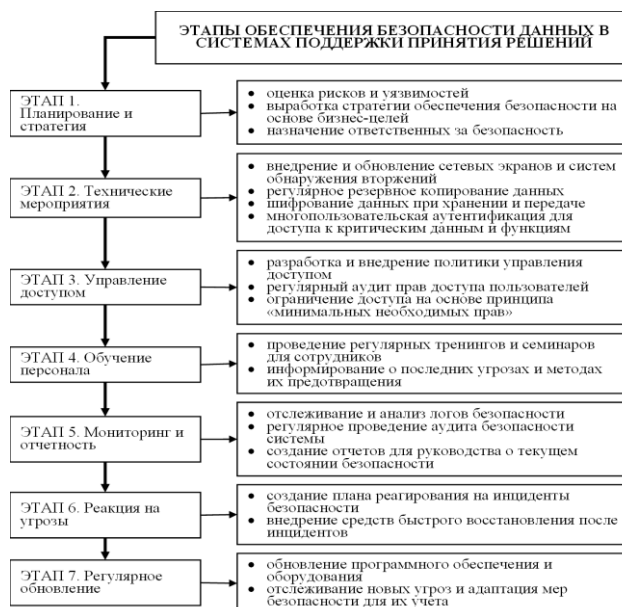 ЭТАПЫ ОБЕСПЕЧЕНИЯ БЕЗОПАСНОСТИ ДАННЫХ В
СИСТЕМАХ ПОДДЕРЖКИ ПРИНЯТИЯ РЕШЕНИЙ
ЭТАП 1.
Планирование и
стратегия
• оценка рисков и уязвимостей
• выработка стратегии обеспечения безопасности на
основе бизнес-целей
• назначение ответственных за безопасность
ЭТАП 2. Технические
мероприятия
• внедрение и обновление сетевых экранов и систем
обнаружения вторжений
• регулярное резервное копирование данных
• шифрование данных при хранении и передаче
• многопользовательская аутентификация для
доступа к критическим данным и функциям
ЭТАП 3. Управление
доступом
• разработка и внедрение политики управления
доступом
• регулярный аудит прав доступа пользователей
• ограничение доступа на основе принципа
«минимальных необходимых прав»
ЭТАП 4. Обучение
персонала
• проведение регулярных тренингов и семинаров
для сотрудников
• информирование о последних угрозах и методах
их предотвращения
ЭТАП 5. Мониторинг и
отчетность
• отслеживание и анализ логов безопасности
• регулярное проведение аудита безопасности
системы
• создание отчетов для руководства о текущем
состоянии безопасности
ЭТАП 6. Реакция на
угрозы
• создание плана реагирования на инциденты
безопасности
• внедрение средств быстрого восстановления после
инцидентов
ЭТАП 7. Регулярное
обновление
• обновление программного обеспечения и
оборудования
• отслеживание новых угроз и адаптация мер
безопасности для их учета